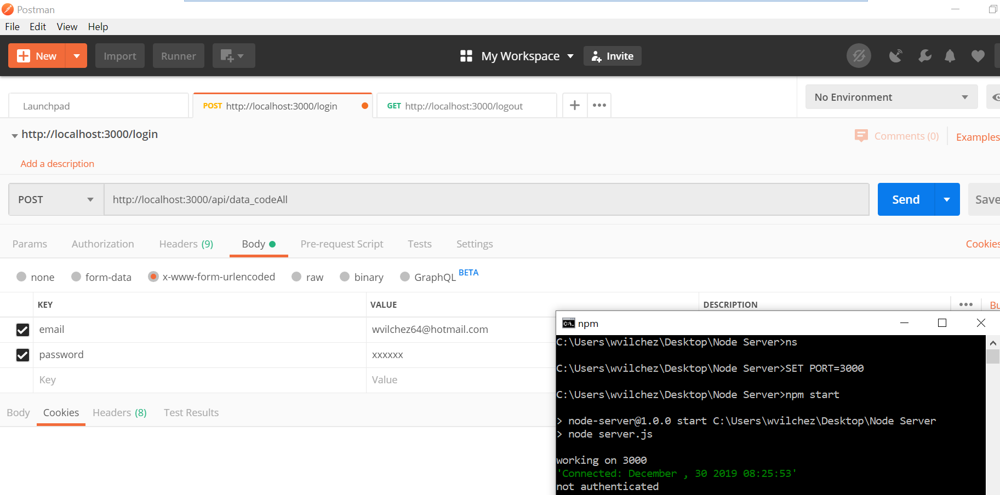 Postman
File Edit View Help
New Import Runner My Workspace Invite
Launchpad POST http://localhost:3000/login GET http://localhost:3000/logout No Environment
http://localhost:3000/login Comments (0) Examples
Add a description
POST http://localhost:3000/api/data_codeAll Send Save
Params Authorization Headers (9) Body Pre-request Script Tests Settings Cookies
none form-data x-www-form-urlencoded raw binary GraphQL BETA
KEY VALUE DESCRIPTION Bu
email wvilchez64@hotmail.com
password xxxxxx
Key Value
Body Cookies Headers (8) Test Results
npm
C:\Users\wvilchez\Desktop\Node Server>ns
C:\Users\wvilchez\Desktop\Node Server>SET PORT=3000
C:\Users\wvilchez\Desktop\Node Server>npm start
> node-server@1.0.0 start C:\Users\wvilchez\Desktop\Node Server
> node server.js
working on 3000
'Connected: December , 30 2019 08:25:53'
not authenticated